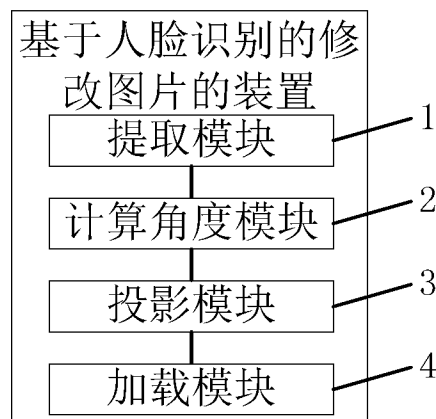 基于人脸识别的修
改图片的装置
提取模块
1
计算角度模块
2
投影模块
3
加载模块
4